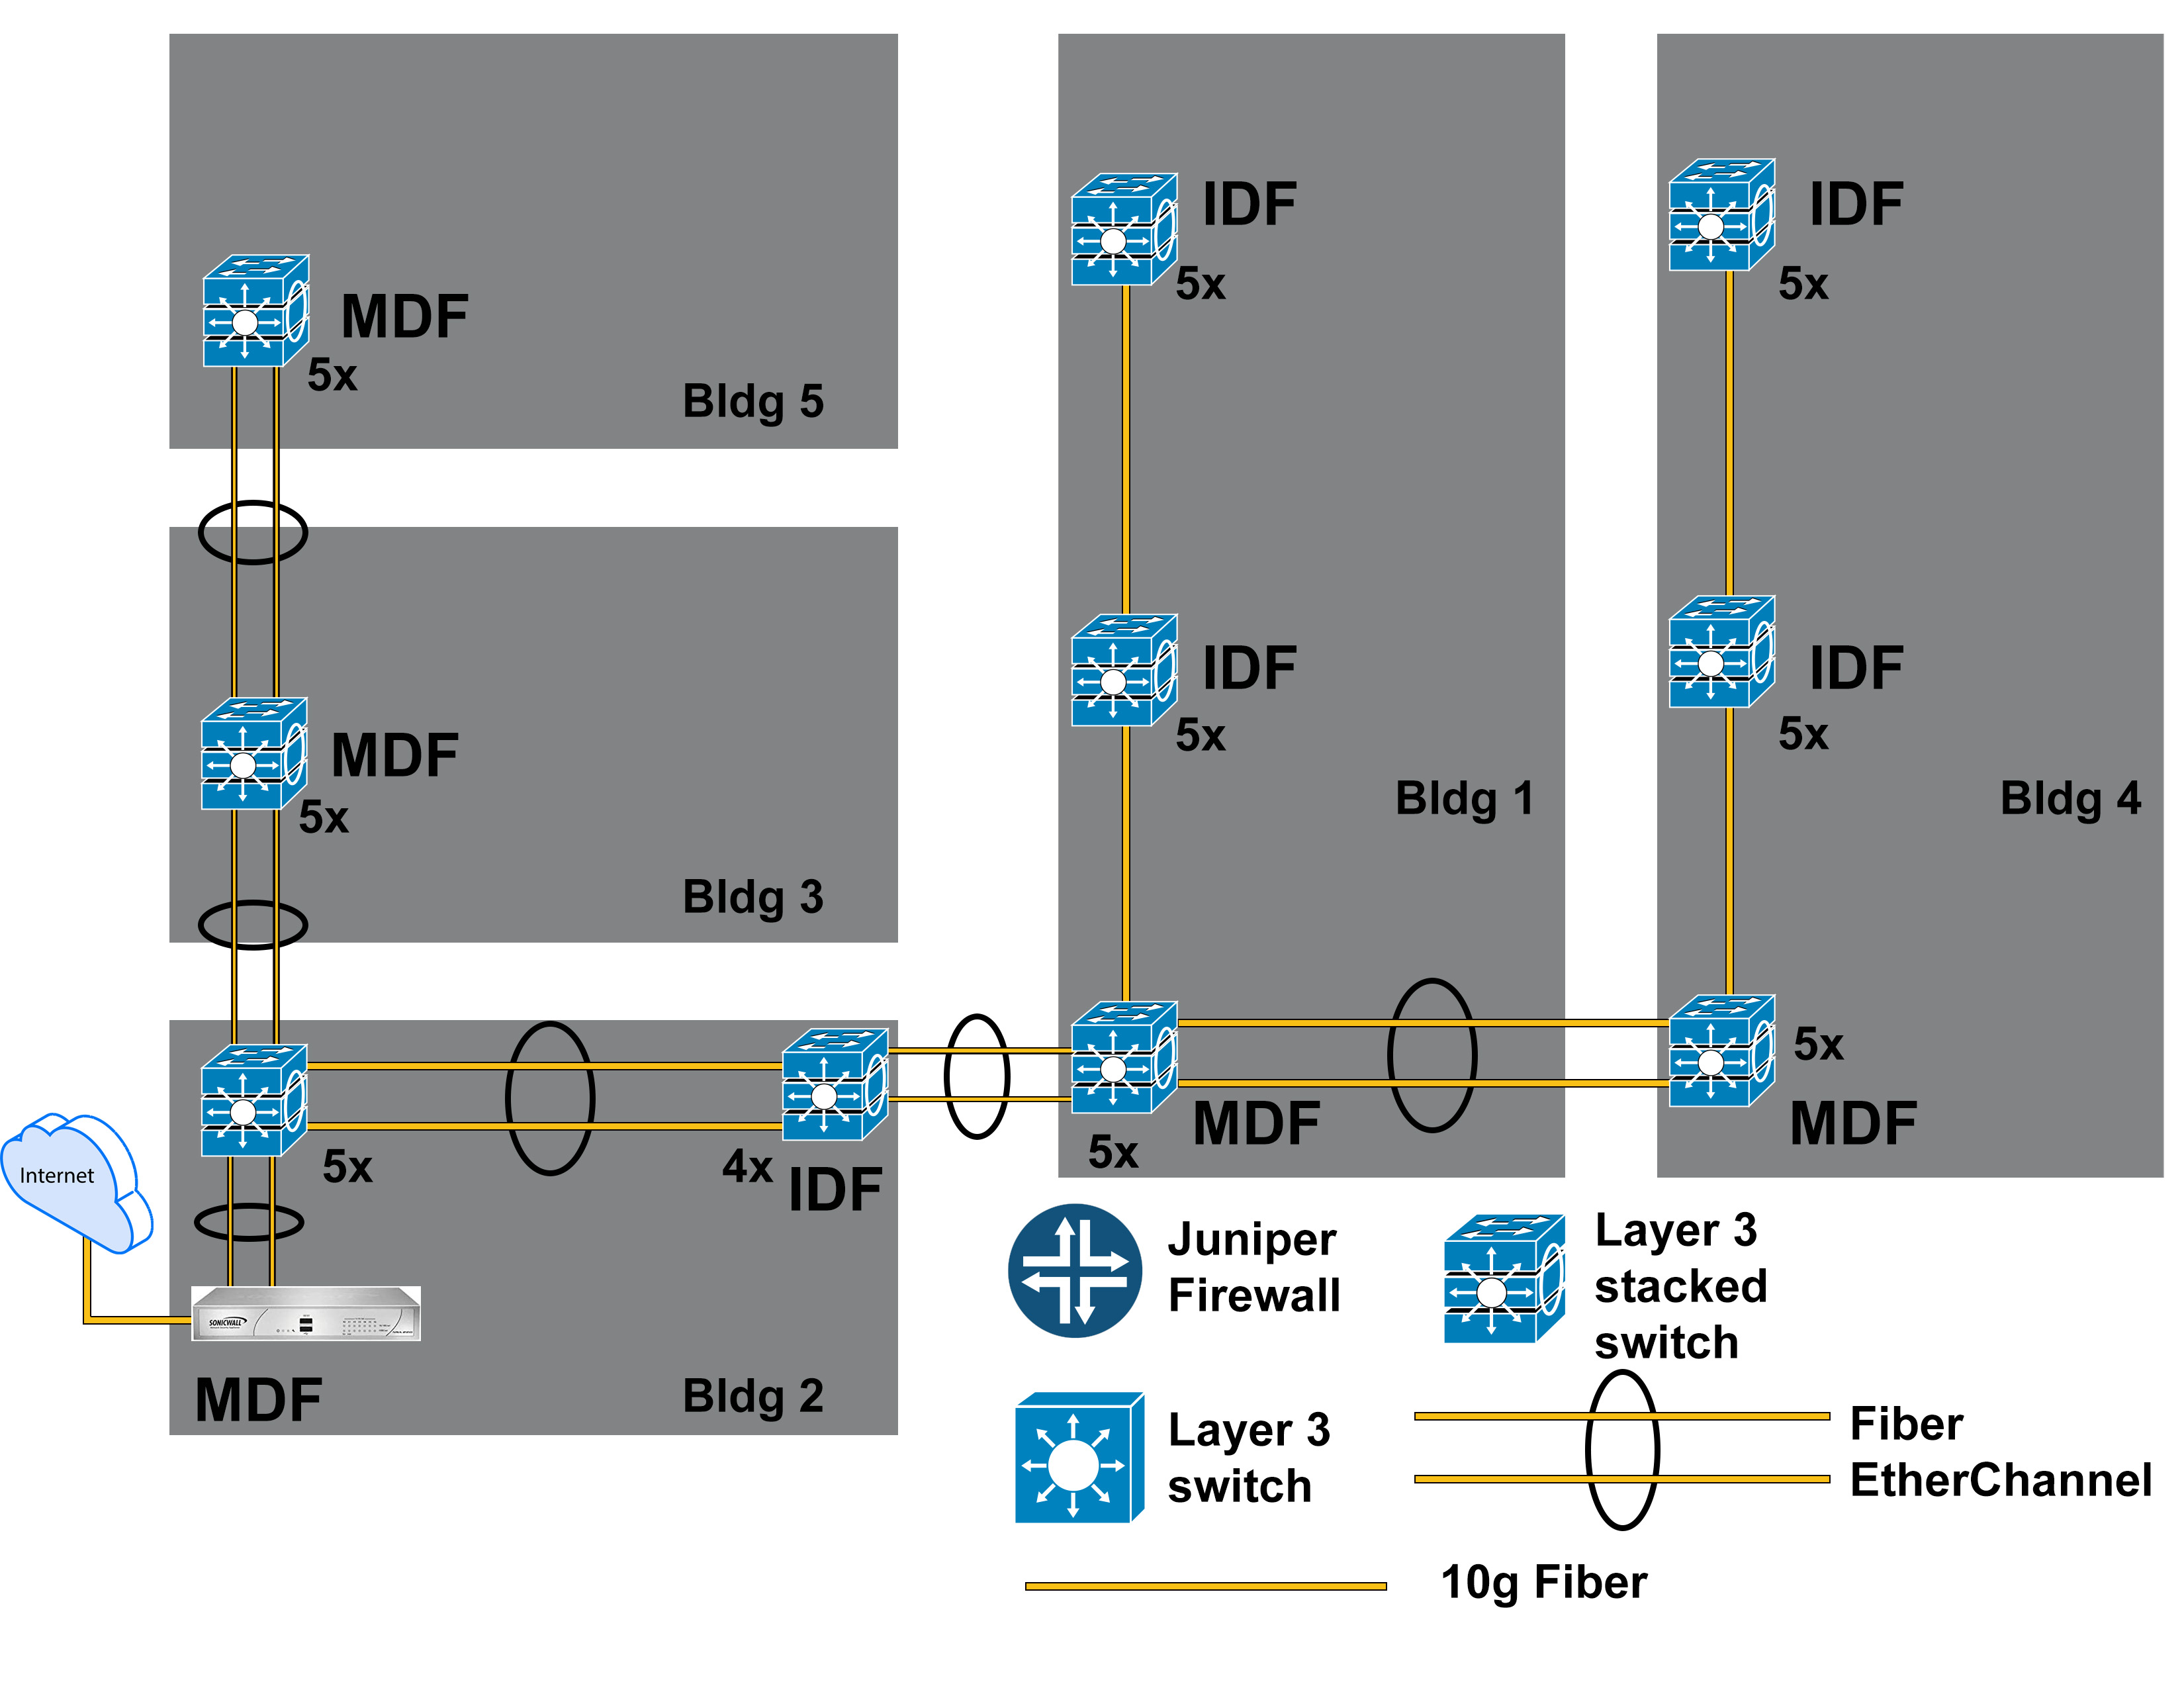 IDF
5x
IDF
5x
MDF
5x
Bldg 5
IDF
5x
IDF
5x
MDF
5x
Bldg 1
Bldg 4
Bldg 3
5x
4x
IDF
MDF
5x
5x
MDF
Internet
SONICWALL
MDF
Bldg 2
Juniper
Firewall
Layer 3
stacked
switch
Layer 3
switch
Fiber
EtherChannel
10g Fiber